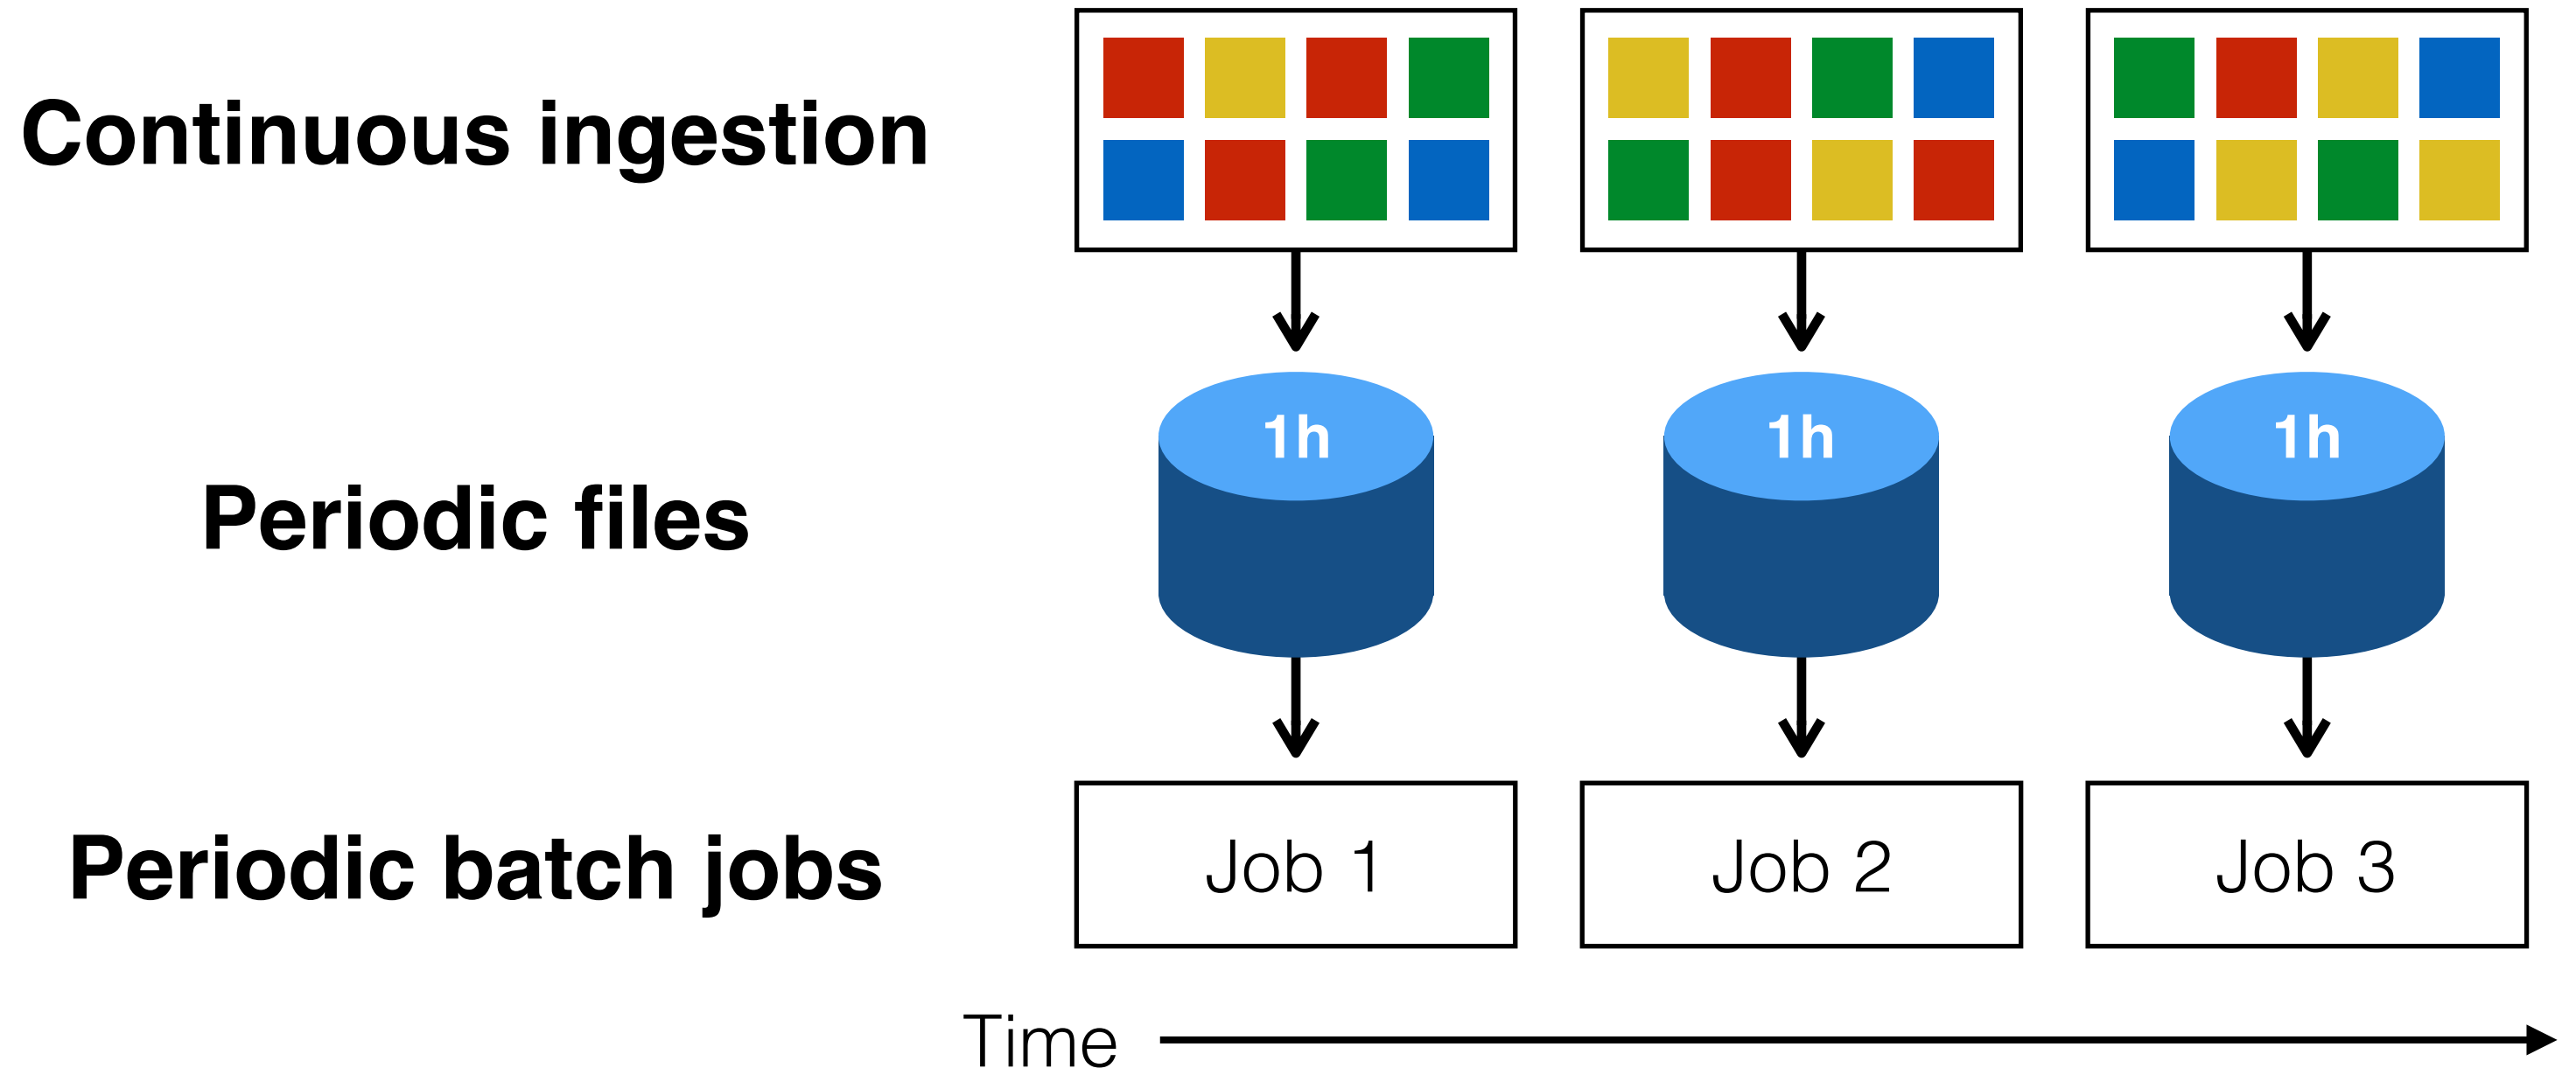 Continuous ingestion
1h 1h 1h
Periodic files
Periodic batch jobs
Job 1 Job 2 Job 3
Time